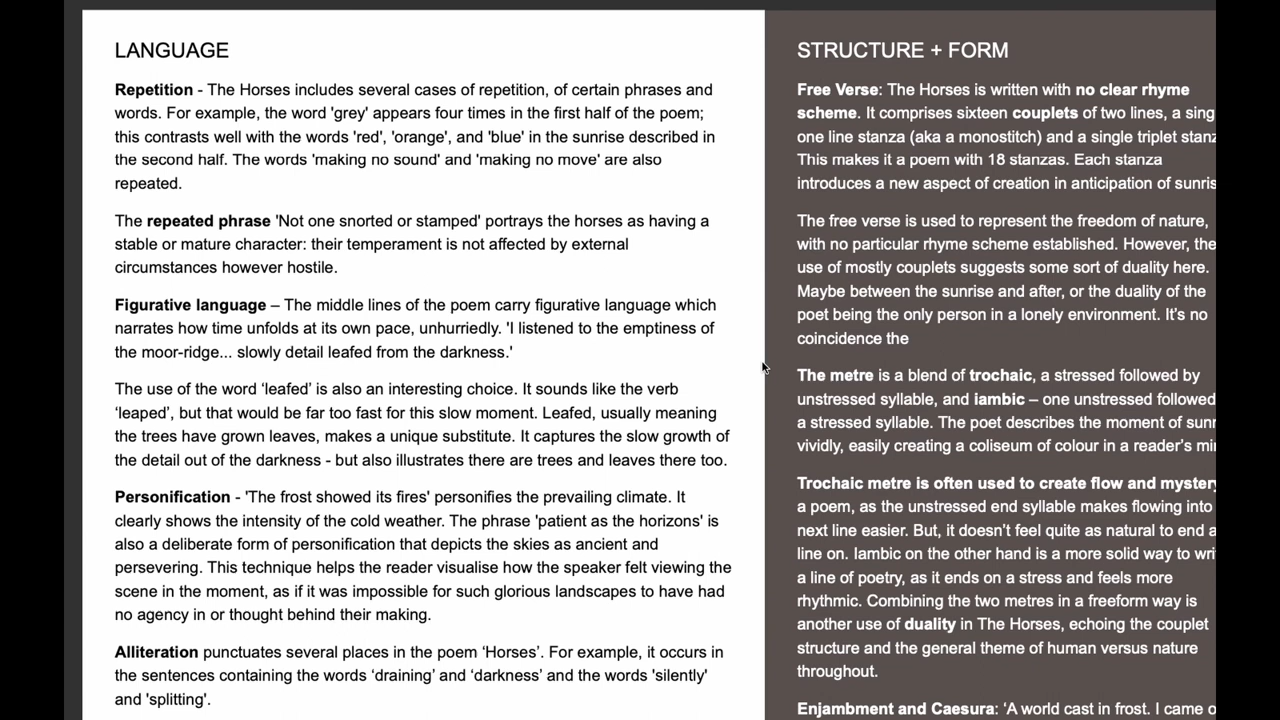 LANGUAGE
Repetition - The Horses includes several cases of repetition, of certain phrases and
words. For example, the word 'grey' appears four times in the first half of the poem;
this contrasts well with the words 'red', 'orange', and 'blue' in the sunrise described in
the second half. The words 'making no sound' and 'making no move' are also
repeated.
The repeated phrase 'Not one snorted or stamped' portrays the horses as having a
stable or mature character: their temperament is not affected by external
circumstances however hostile.
Figurative language – The middle lines of the poem carry figurative language which
narrates how time unfolds at its own pace, unhurriedly. 'I listened to the emptiness of
the moor-ridge... slowly detail leafed from the darkness.'
The use of the word ‘leafed’ is also an interesting choice. It sounds like the verb
‘leaped’, but that would be far too fast for this slow moment. Leafed, usually meaning
the trees have grown leaves, makes a unique substitute. It captures the slow growth of
the detail out of the darkness - but also illustrates there are trees and leaves there too.
Personification - 'The frost showed its fires' personifies the prevailing climate. It
clearly shows the intensity of the cold weather. The phrase 'patient as the horizons' is
also a deliberate form of personification that depicts the skies as ancient and
persevering. This technique helps the reader visualise how the speaker felt viewing the
scene in the moment, as if it was impossible for such glorious landscapes to have had
no agency in or thought behind their making.
Alliteration punctuates several places in the poem ‘Horses’. For example, it occurs in
the sentences containing the words ‘draining’ and ‘darkness’ and the words 'silently'
and 'splitting'.
STRUCTURE + FORM
Free Verse: The Horses is written with no clear rhyme
scheme. It comprises sixteen couplets of two lines, a sing
one line stanza (aka a monostitch) and a single triplet stanz
This makes it a poem with 18 stanzas. Each stanza
introduces a new aspect of creation in anticipation of sunris
The free verse is used to represent the freedom of nature,
with no particular rhyme scheme established. However, the
use of mostly couplets suggests some sort of duality here.
Maybe between the sunrise and after, or the duality of the
poet being the only person in a lonely environment. It’s no
coincidence the
The metre is a blend of trochaic, a stressed followed by
unstressed syllable, and iambic – one unstressed followed
a stressed syllable. The poet describes the moment of sunr
vividly, easily creating a coliseum of colour in a reader’s mi
Trochaic metre is often used to create flow and mystery
a poem, as the unstressed end syllable makes flowing into
next line easier. But, it doesn’t feel quite as natural to end a
line on. Iambic on the other hand is a more solid way to wri
a line of poetry, as it ends on a stress and feels more
rhythmic. Combining the two metres in a freeform way is
another use of duality in The Horses, echoing the couplet
structure and the general theme of human versus nature
throughout.
Enjambment and Caesura: ‘A world cast in frost. I came o